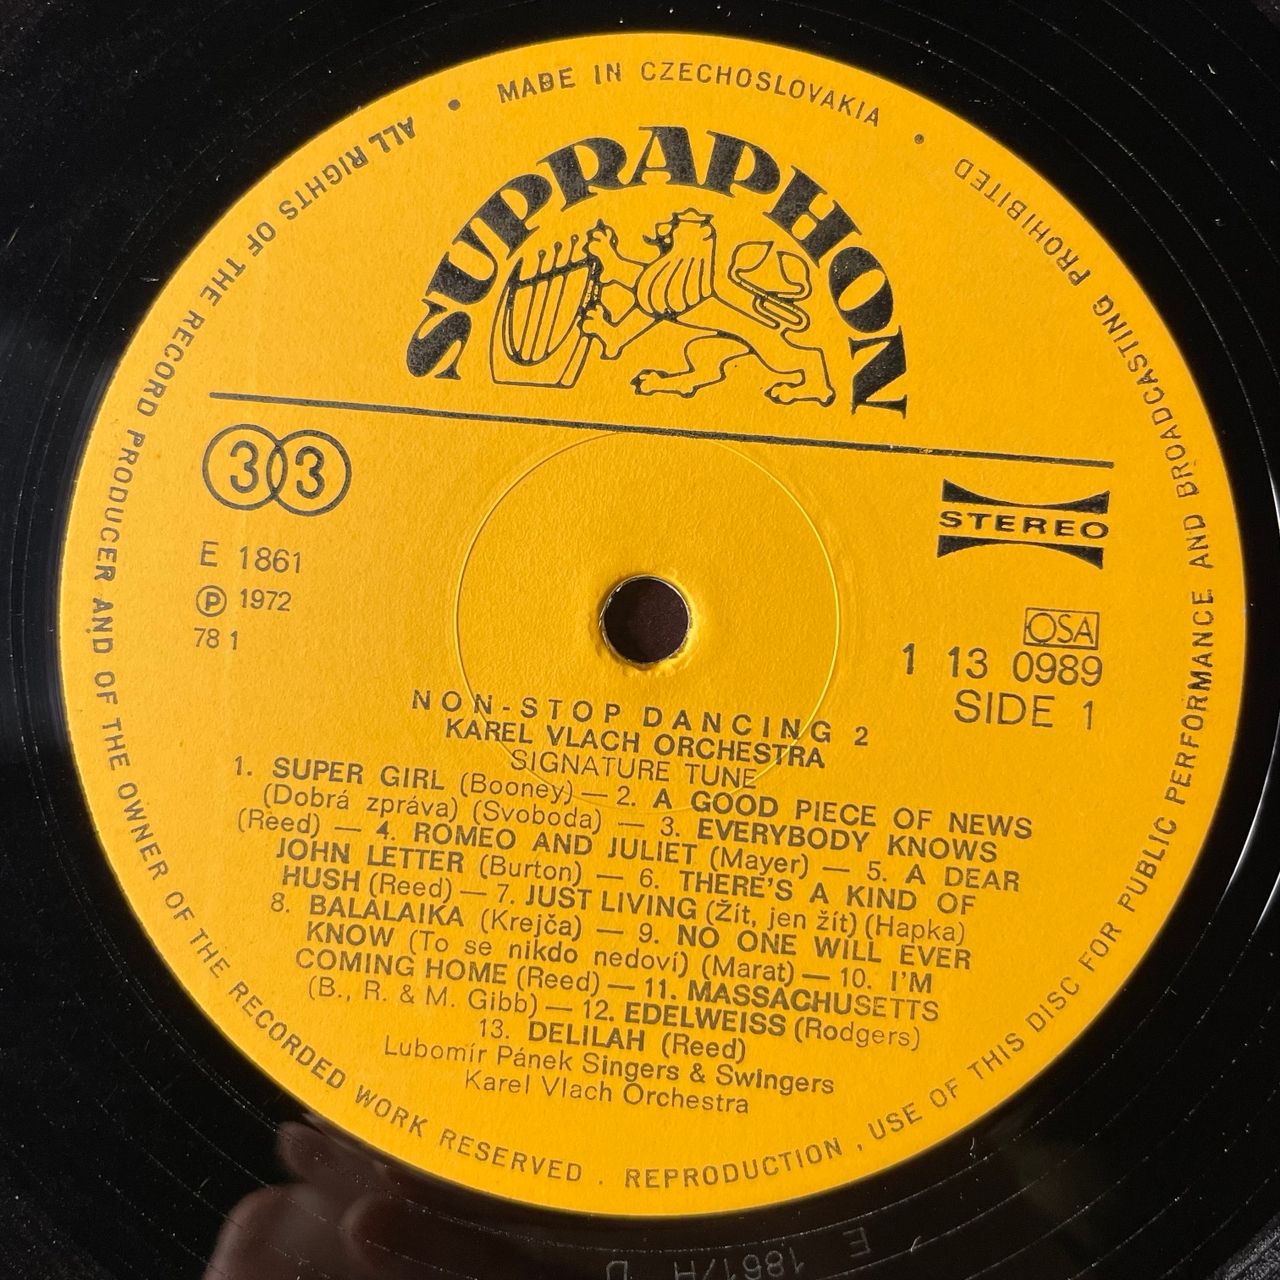 MADE IN CZECHOSLOVAKIA
ALL RIGHTS OF THE RECORD PRODUCER AND OF THE OWNER OF THE RECORDED WORK RESERVED . REPRODUCTION , USE OF THIS DISC FOR PUBLIC PERFORMANCE AND BROADCASTING PROHIBITED
SUPRAPHON
33
STEREO
E 1861
℗ 1972
78 1
OSA
1 13 0989
SIDE 1
NON-STOP DANCING 2
KAREL VLACH ORCHESTRA
SIGNATURE TUNE
1. SUPER GIRL (Booney) — 2. A GOOD PIECE OF NEWS
(Dobrá zpráva) (Svoboda) — 3. EVERYBODY KNOWS
(Reed) — 4. ROMEO AND JULIET (Mayer) — 5. A DEAR
JOHN LETTER (Burton) — 6. THERE'S A KIND OF
HUSH (Reed) — 7. JUST LIVING (Žít, jen žít) (Hapka)
8. BALALAIKA (Krejča) — 9. NO ONE WILL EVER
KNOW (To se nikdo nedoví) (Marat) — 10. I'M
COMING HOME (Reed) — 11. MASSACHUSETTS
(B., R. & M. Gibb) — 12. EDELWEISS (Rodgers)
13. DELILAH (Reed)
Lubomír Pánek Singers & Swingers
Karel Vlach Orchestra
E 1861/H D